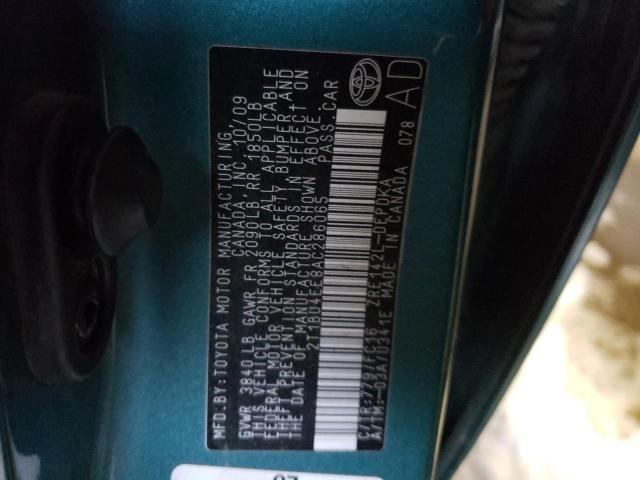 MFD.BY:TOYOTA MOTOR MANUFACTURING
CANADA, INC. 10/09
GVWR 3840 LB GAWR FR 2090LB RR 1850LB
THIS VEHICLE CONFORMS TO ALL APPLICABLE
FEDERAL MOTOR VEHICLE SAFETY, BUMPER, AND
THEFT PREVENTION STANDARDS IN EFFECT ON
THE DATE OF MANUFACTURE SHOWN ABOVE.
2T1BU4EE8AC286065 PASS.CAR
C/TR:779/FE16 ZRE142L-DEPDKA
A/TM:-03A/U341E MADE IN CANADA 078
AD